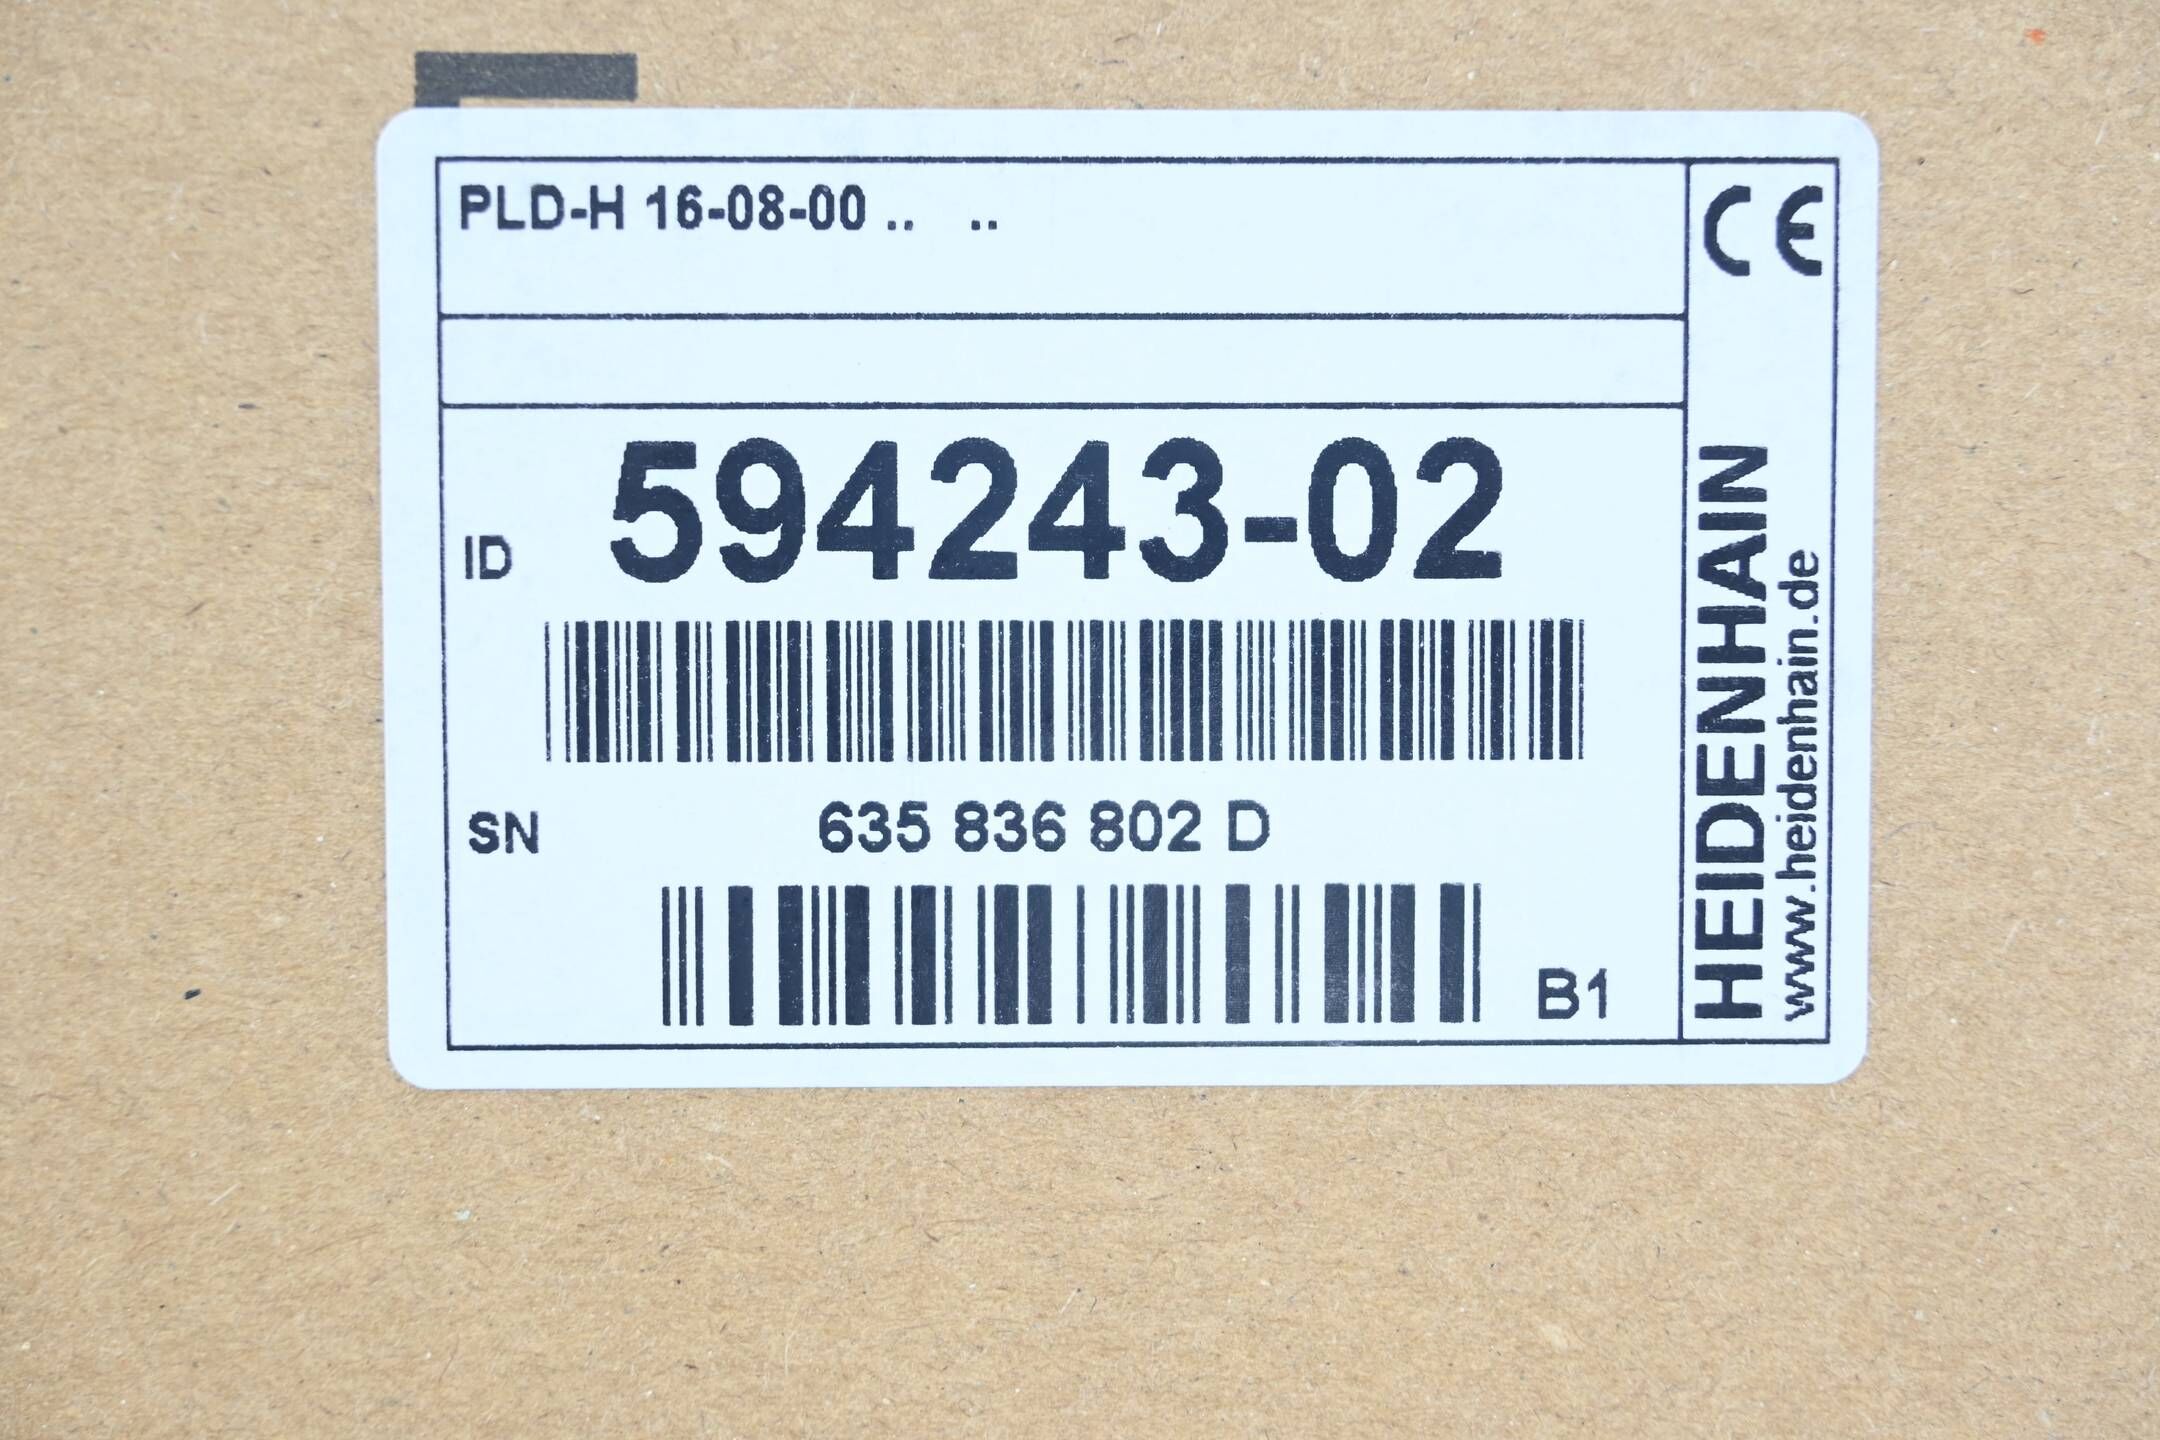 PLD-H 16-08-00 .. ..
CE
ID 594243-02
SN 635 836 802 D
B1
HEIDENHAIN
www.heidenhain.de